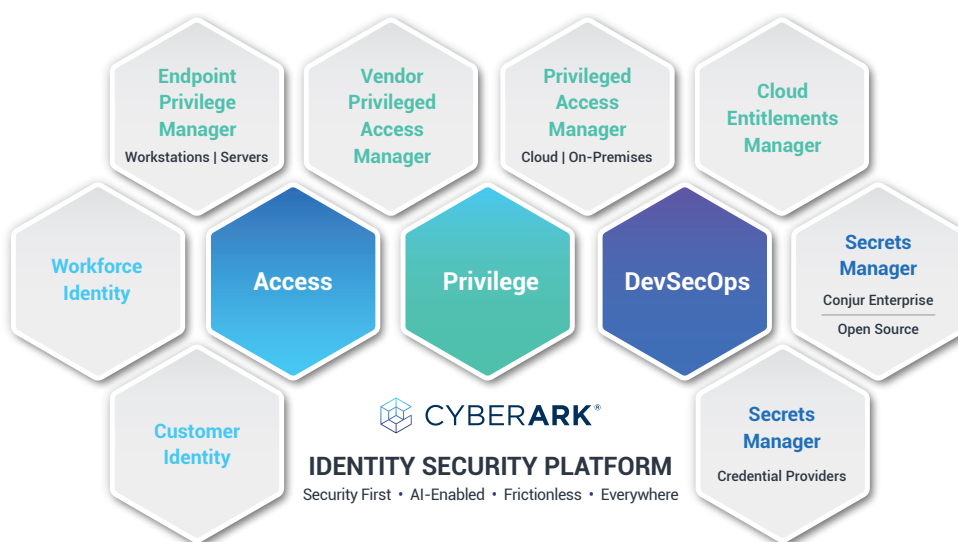 Endpoint
Privilege
Manager
Workstations | Servers
Vendor
Privileged
Access
Manager
Privileged
Access
Manager
Cloud | On-Premises
Cloud
Entitlements
Manager
Workforce
Identity
Access
Privilege
DevSecOps
Secrets
Manager
Conjur Enterprise
Open Source
Customer
Identity
CYBERARK®
IDENTITY SECURITY PLATFORM
Security First • AI-Enabled • Frictionless • Everywhere
Secrets
Manager
Credential Providers